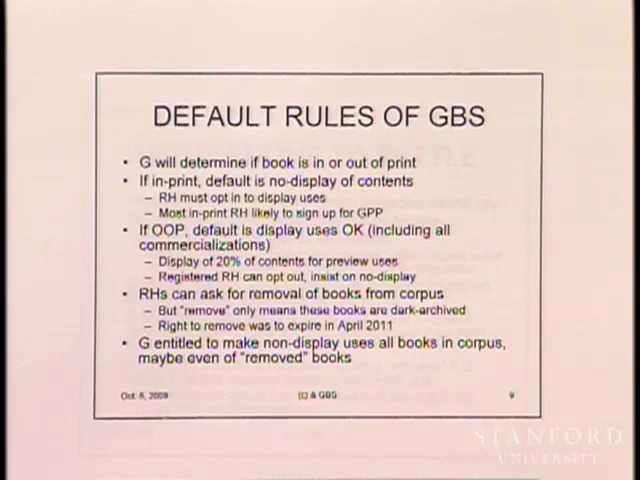 DEFAULT RULES OF GBS
• G will determine if book is in or out of print
• If in-print, default is no-display of contents
– RH must opt in to display uses
– Most in-print RH likely to sign up for GPP
• If OOP, default is display uses OK (including all
commercializations)
– Display of 20% of contents for preview uses
– Registered RH can opt out, insist on no-display
• RHs can ask for removal of books from corpus
– But "remove" only means these books are dark-archived
– Right to remove was to expire in April 2011
• G entitled to make non-display uses all books in corpus,
maybe even of "removed" books
Oct. 8, 2009
(c) & GBS
9
STANFORD
UNIVERSITY